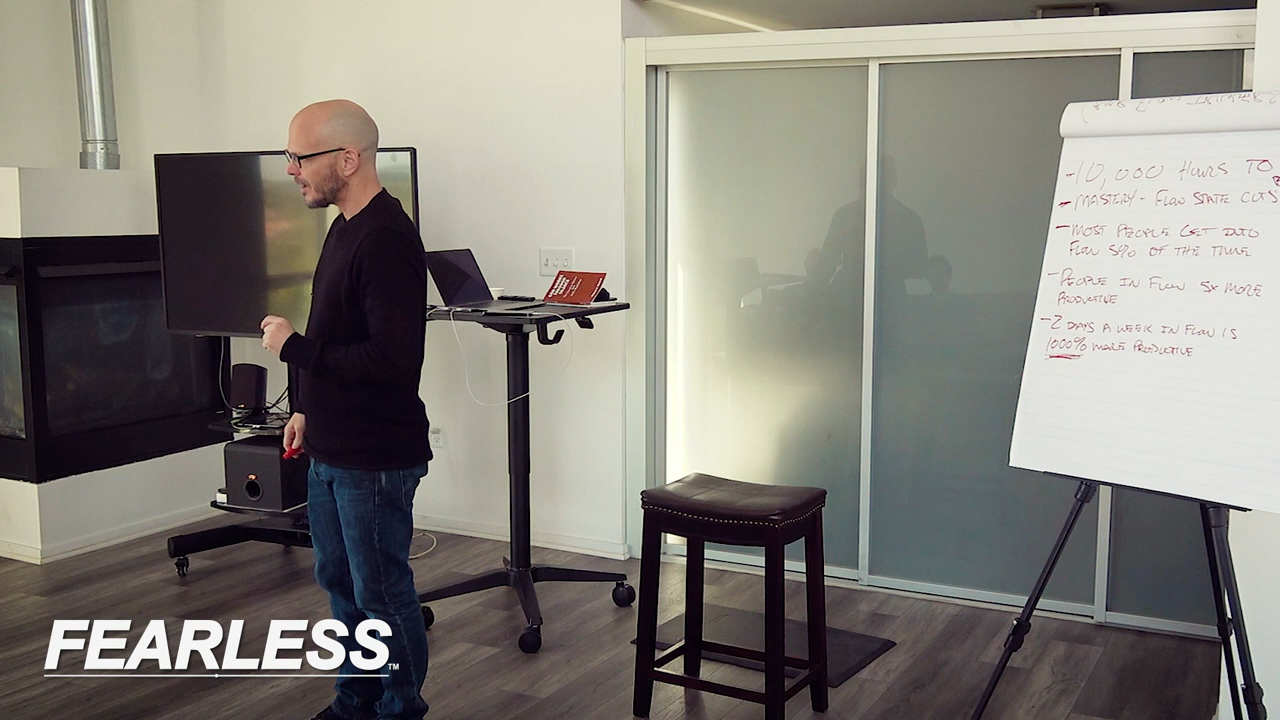 -10,000 HOURS TO
-MASTERY - FLOW STATE CUTS
-MOST PEOPLE GET INTO
FLOW 5% OF THE TIME
-PEOPLE IN FLOW 5X MORE
PRODUCTIVE
-2 DAYS A WEEK IN FLOW IS
1000% MORE PRODUCTIVE
FEARLESS™